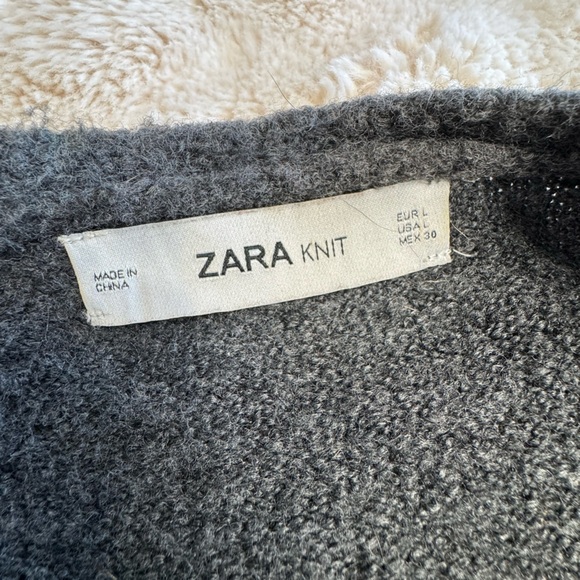 MADE IN
CHINA
ZARA KNIT
EUR L
USA L
MEX 30